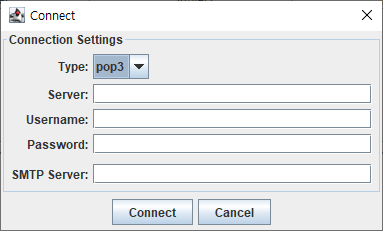 Connect
Connection Settings
Type: pop3
Server:
Username:
Password:
SMTP Server:
Connect Cancel